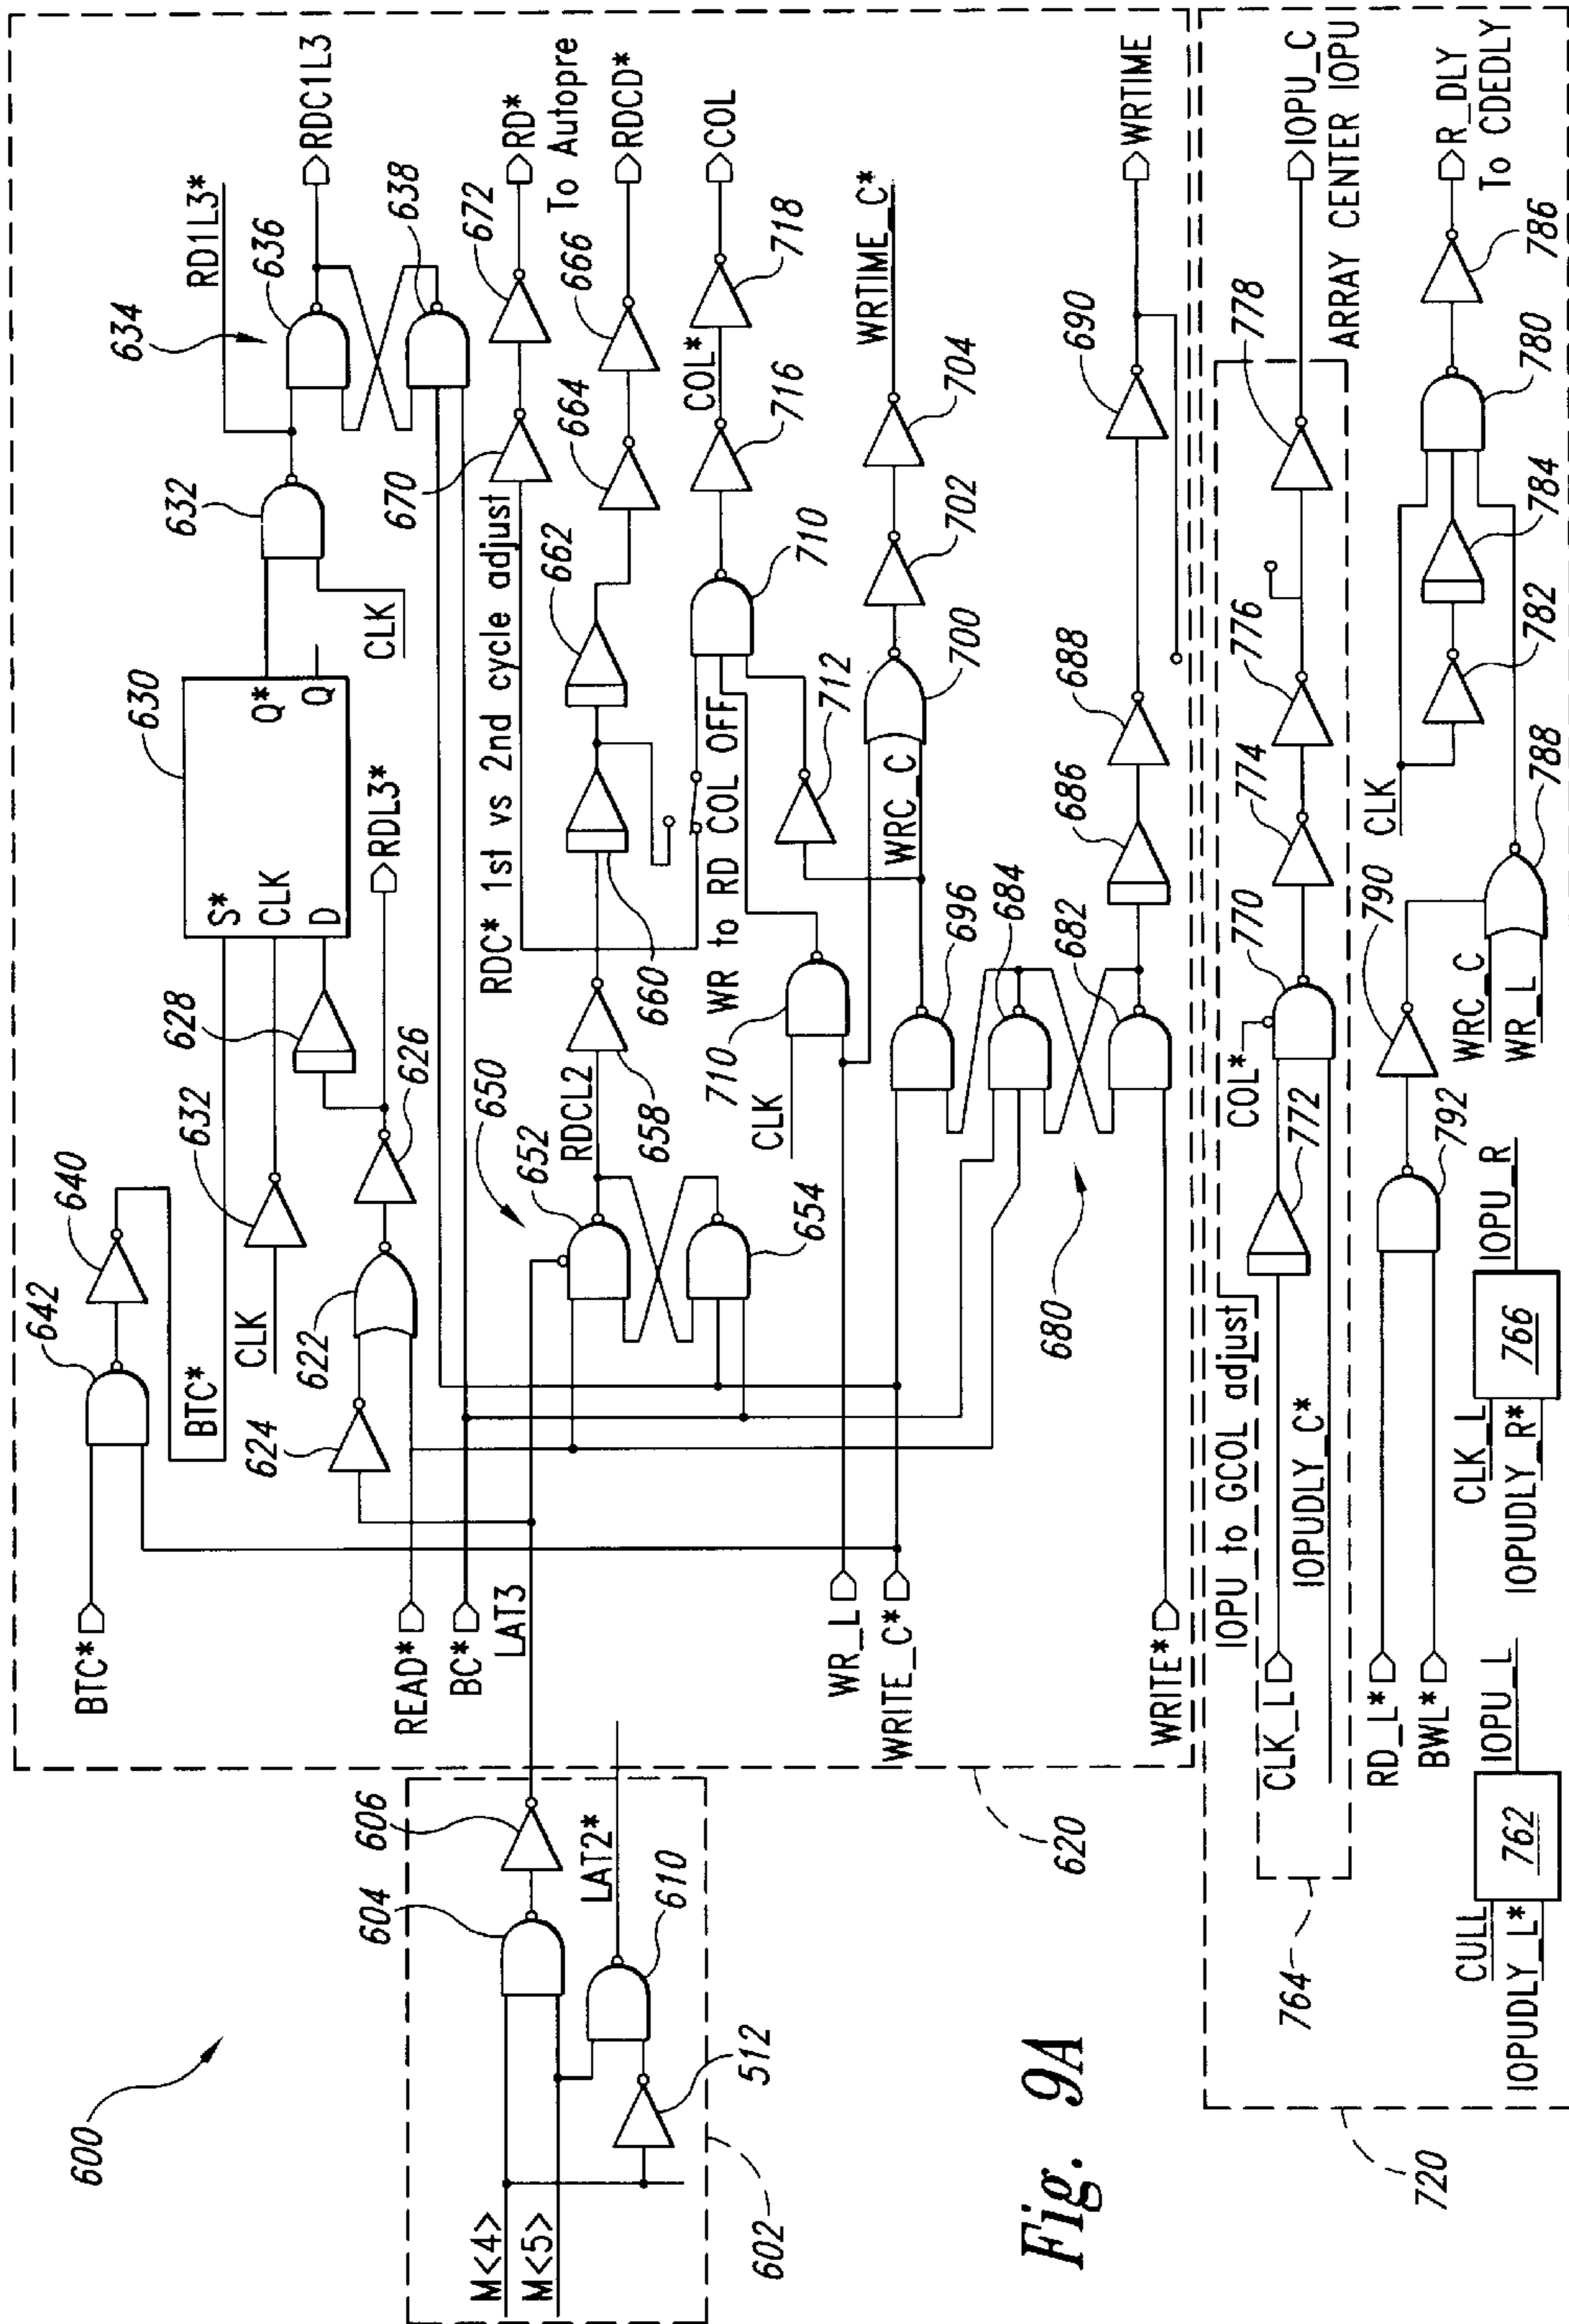 600
M<4>
M<5>
602
604
606
LAT2*
610
512
Fig. 9A
BTC*
642
640
BTC*
CLK
632
630
S*
CLK
D
Q*
Q
CLK
632
RD1L3*
634
636
RDC1L3
638
624
622
626
628
RDL3*
READ*
BC*
LAT3
650
652
654
RDCL2
658
660
662
RDC* 1st vs 2nd cycle adjust
670
672
RD*
To Autopre
664
666
RDCD*
WR to RD COL OFF
710
COL*
716
718
COL
CLK
710
712
WR_L
WRITE_C*
WRC_C
700
702
704
WRTIME_C*
696
684
682
680
686
688
690
WRTIME
WRITE*
620
IOPU to GCOL adjust
CLK_L
IOPUDLY_C*
772
COL*
770
774
776
778
IOPU_C
ARRAY CENTER IOPU
764
RD_L*
BWL*
792
790
WRC_C
WR_L
788
CLK
782
784
780
786
R_DLY
To CDEDLY
CULL
IOPUDLY_L*
762
IOPU_L
CLK_L
IOPUDLY_R*
766
IOPU_R
720